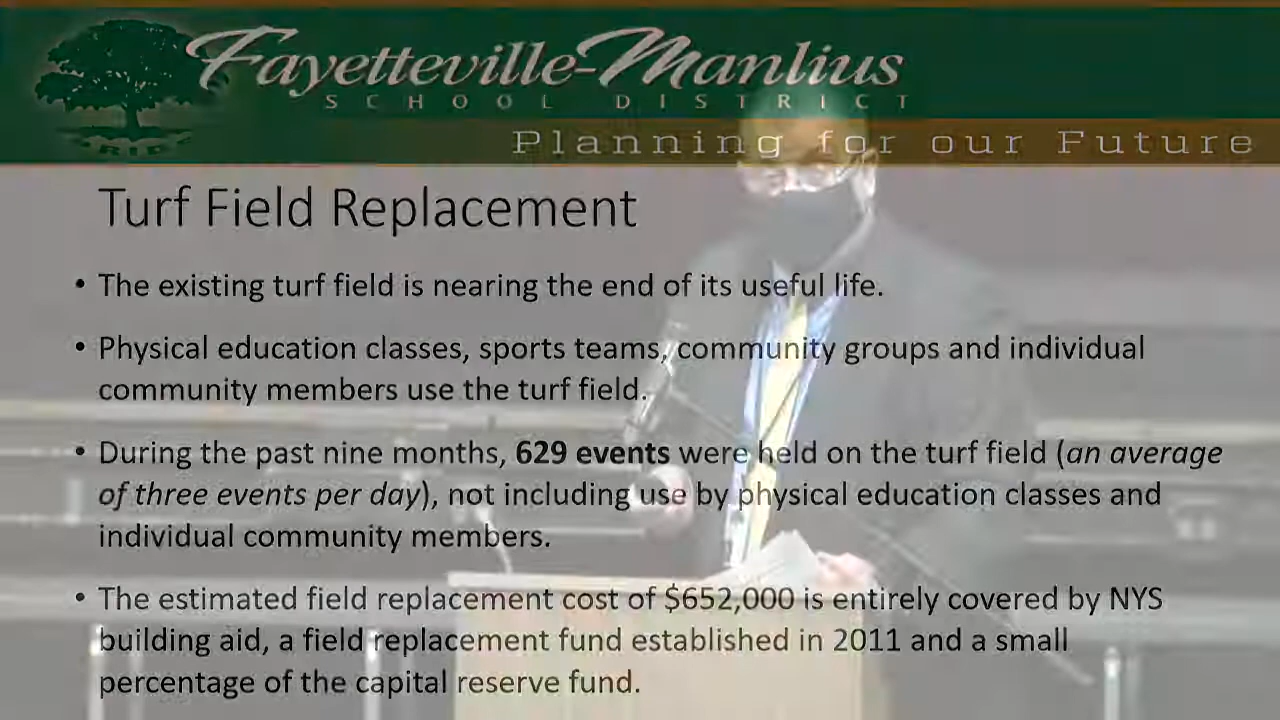 Fayetteville-Manlius
SCHOOL DISTRICT
PRIDE
Planning for our Future
Turf Field Replacement
• The existing turf field is nearing the end of its useful life.
• Physical education classes, sports teams, community groups and individual
community members use the turf field.
• During the past nine months, 629 events were held on the turf field (an average
of three events per day), not including use by physical education classes and
individual community members.
• The estimated field replacement cost of $652,000 is entirely covered by NYS
building aid, a field replacement fund established in 2011 and a small
percentage of the capital reserve fund.